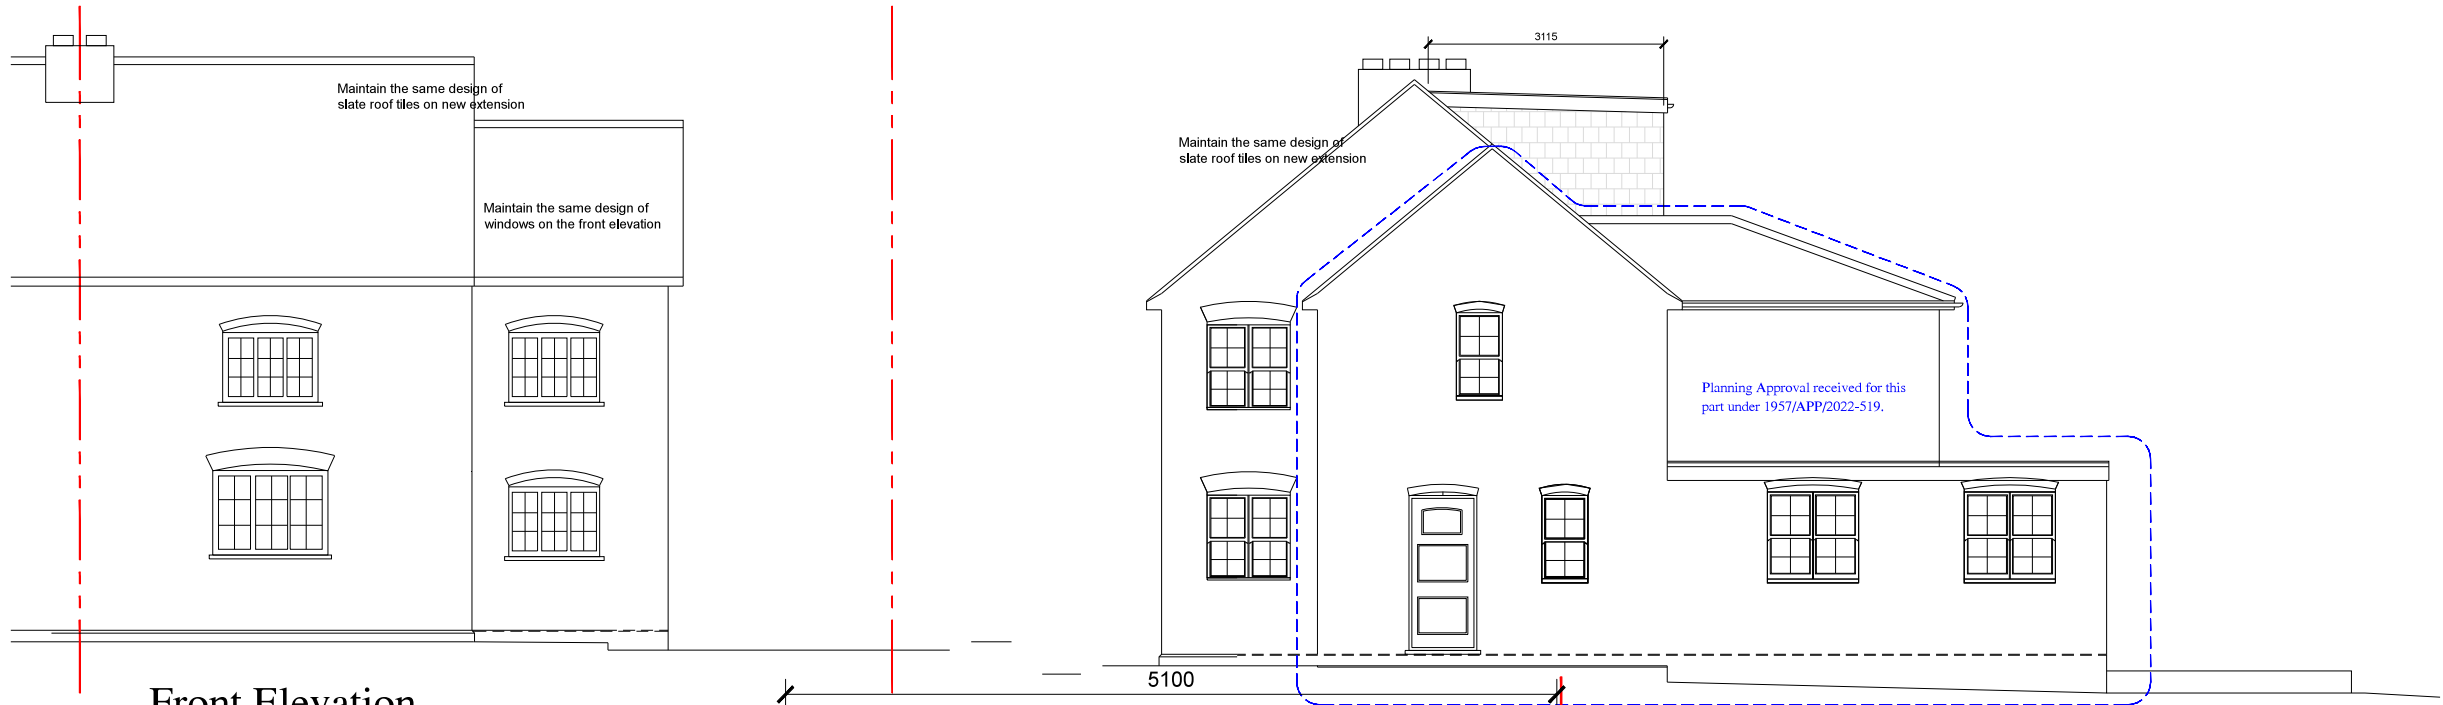 3115
Maintain the same design of
slate roof tiles on new extension
Maintain the same design of
slate roof tiles on new extension
Maintain the same design of
windows on the front elevation
Planning Approval received for this
part under 1957/APP/2022-519.
5100
Front Elevation